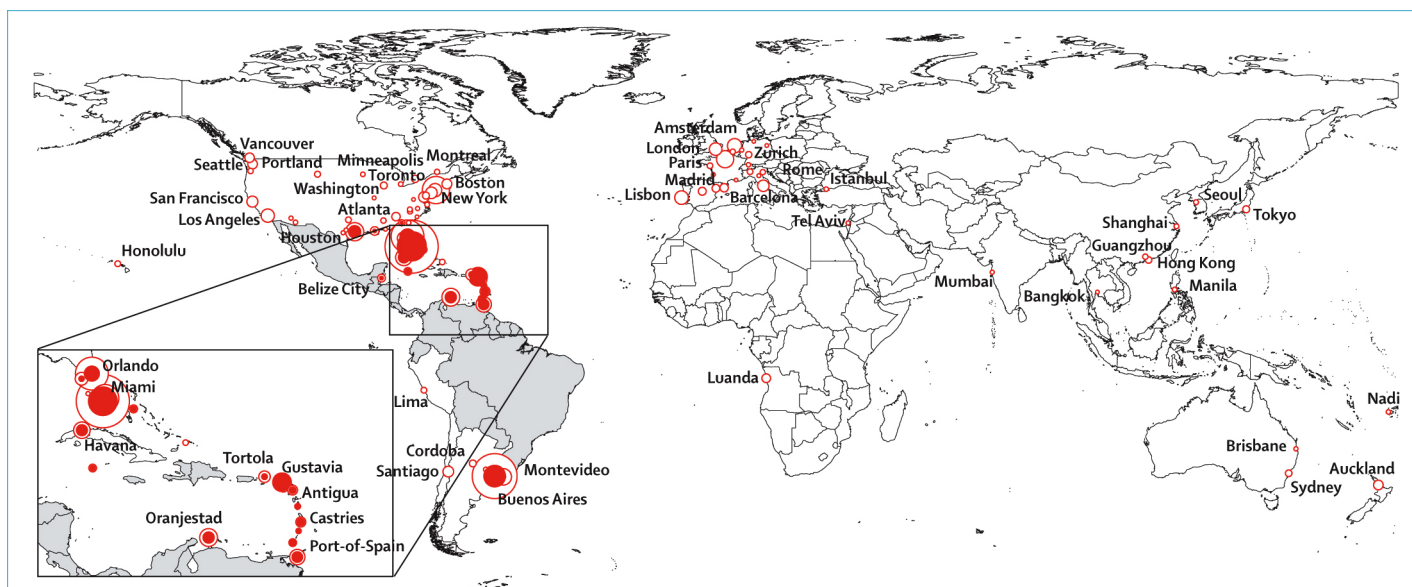 Vancouver
Seattle
Portland
Minneapolis
Montreal
Toronto
Washington
Boston
New York
San Francisco
Los Angeles
Atlanta
Houston
Honolulu
Belize City
Amsterdam
London
Paris
Zurich
Rome
Madrid
Lisbon
Barcelona
Istanbul
Tel Aviv
Seoul
Tokyo
Shanghai
Guangzhou
Hong Kong
Manila
Mumbai
Bangkok
Luanda
Lima
Cordoba
Santiago
Montevideo
Buenos Aires
Nadi
Brisbane
Sydney
Auckland
Orlando
Miami
Havana
Tortola
Gustavia
Antigua
Oranjestad
Castries
Port-of-Spain